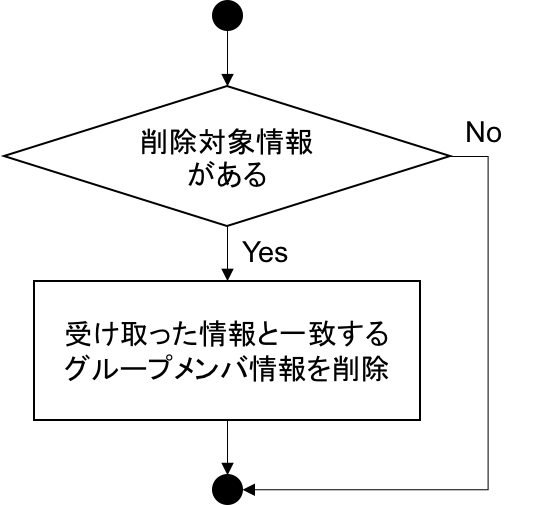 削除対象情報
がある
No
Yes
受け取った情報と一致する
グループメンバ情報を削除